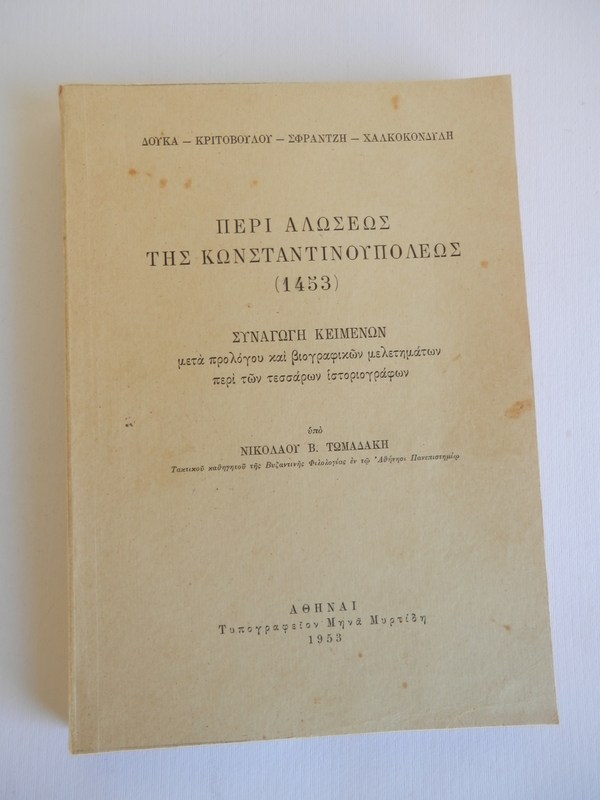 ΔΟΥΚΑ — ΚΡΙΤΟΒΟΥΛΟΥ — ΣΦΡΑΝΤΖΗ — ΧΑΛΚΟΚΟΝΔΥΛΗ
ΠΕΡΙ ΑΛΩΣΕΩΣ
ΤΗΣ ΚΩΝΣΤΑΝΤΙΝΟΥΠΟΛΕΩΣ
(1453)
ΣΥΝΑΓΩΓΗ ΚΕΙΜΕΝΩΝ
μετὰ προλόγου καὶ βιογραφικῶν μελετημάτων
περὶ τῶν τεσσάρων ἱστοριογράφων
ὑπὸ
ΝΙΚΟΛΑΟΥ Β. ΤΩΜΑΔΑΚΗ
Τακτικοῦ καθηγητοῦ τῆς Βυζαντινῆς Φιλολογίας ἐν τῷ Ἀθήνησι Πανεπιστημίῳ
ΑΘΗΝΑΙ
Τυπογραφεῖον Μηνᾶ Μυρτίδη
1953